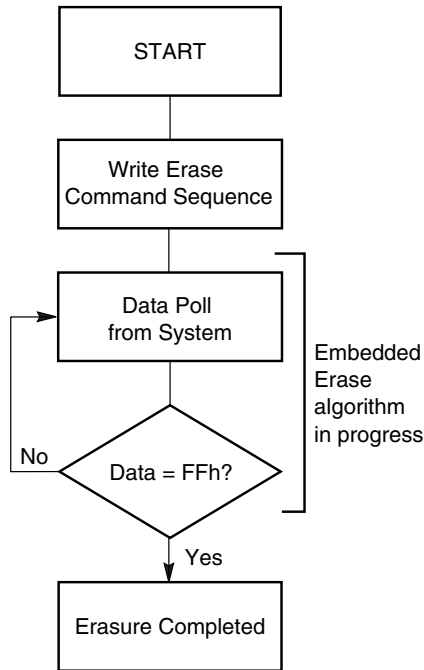 START
Write Erase
Command Sequence
Data Poll
from System
Embedded
Erase
algorithm
in progress
No
Data = FFh?
Yes
Erasure Completed